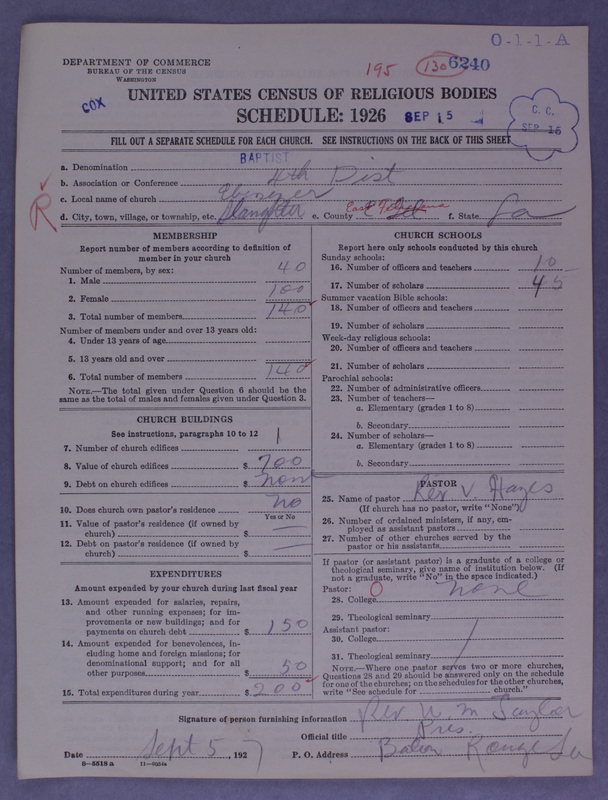 O-1-1-A
DEPARTMENT OF COMMERCE
BUREAU OF THE CENSUS
WASHINGTON
195 130 6240
COX
UNITED STATES CENSUS OF RELIGIOUS BODIES
SCHEDULE: 1926
SEP 15
C. C.
SEP 16
FILL OUT A SEPARATE SCHEDULE FOR EACH CHURCH. SEE INSTRUCTIONS ON THE BACK OF THIS SHEET
a. Denomination BAPTIST
b. Association or Conference 4th Dist
c. Local name of church Ebenezer
R
d. City, town, village, or township, etc. Slaughter e. County East Feliciana f. State La
MEMBERSHIP
Report number of members according to definition of member in your church
Number of members, by sex:
1. Male 40
2. Female 100
3. Total number of members 140
Number of members under and over 13 years old:
4. Under 13 years of age
5. 13 years old and over
6. Total number of members 140
NOTE.—The total given under Question 6 should be the same as the total of males and females given under Question 3.
CHURCH BUILDINGS
See instructions, paragraphs 10 to 12
7. Number of church edifices 1
8. Value of church edifices $ 700
9. Debt on church edifices $ none
10. Does church own pastor's residence no
Yes or No
11. Value of pastor's residence (if owned by church) $ —
12. Debt on pastor's residence (if owned by church) $ —
EXPENDITURES
Amount expended by your church during last fiscal year
13. Amount expended for salaries, repairs, and other running expenses; for improvements or new buildings; and for payments on church debt $ 150
14. Amount expended for benevolences, including home and foreign missions; for denominational support; and for all other purposes $ 50
15. Total expenditures during year $ 200
CHURCH SCHOOLS
Report here only schools conducted by this church
Sunday schools:
16. Number of officers and teachers 10
17. Number of scholars 45
Summer vacation Bible schools:
18. Number of officers and teachers
19. Number of scholars
Week-day religious schools:
20. Number of officers and teachers
21. Number of scholars
Parochial schools:
22. Number of administrative officers
23. Number of teachers—
a. Elementary (grades 1 to 8)
b. Secondary
24. Number of scholars—
a. Elementary (grades 1 to 8)
b. Secondary
PASTOR
25. Name of pastor Rev. V. Hayes
(If church has no pastor, write "None")
26. Number of ordained ministers, if any, employed as assistant pastors
27. Number of other churches served by the pastor or his assistants
If pastor (or assistant pastor) is a graduate of a college or theological seminary, give name of institution below. (If not a graduate, write "No" in the space indicated.)
Pastor: O
28. College none
29. Theological seminary
Assistant pastor:
30. College
31. Theological seminary
NOTE.—Where one pastor serves two or more churches, Questions 28 and 29 should be answered only on the schedule for one of the churches; on the schedules for the other churches, write "See schedule for church."
Signature of person furnishing information Rev. W. M. Taylor
Official title Pres.
Date Sept 5, 1927 P. O. Address Baton Rouge La
8—5518 a